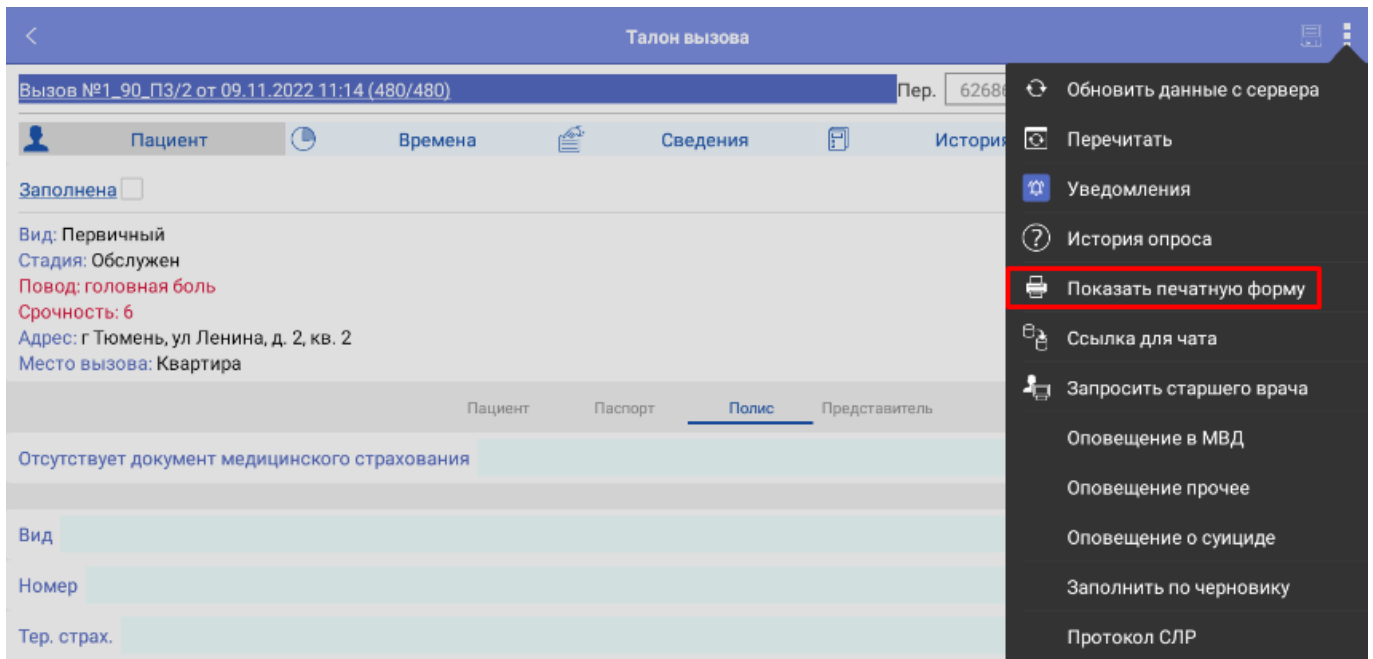 Талон вызова
Вызов №1_90_ПЗ/2 от 09.11.2022 11:14 (480/480)
Пер. 6268
Пациент Времена Сведения История
Заполнена
Вид: Первичный
Стадия: Обслужен
Повод: головная боль
Срочность: 6
Адрес: г Тюмень, ул Ленина, д. 2, кв. 2
Место вызова: Квартира
Пациент Паспорт Полис Представитель
Отсутствует документ медицинского страхования
Вид
Номер
Тер. страх.
Обновить данные с сервера
Перечитать
Уведомления
История опроса
Показать печатную форму
Ссылка для чата
Запросить старшего врача
Оповещение в МВД
Оповещение прочее
Оповещение о суициде
Заполнить по черновику
Протокол СЛР